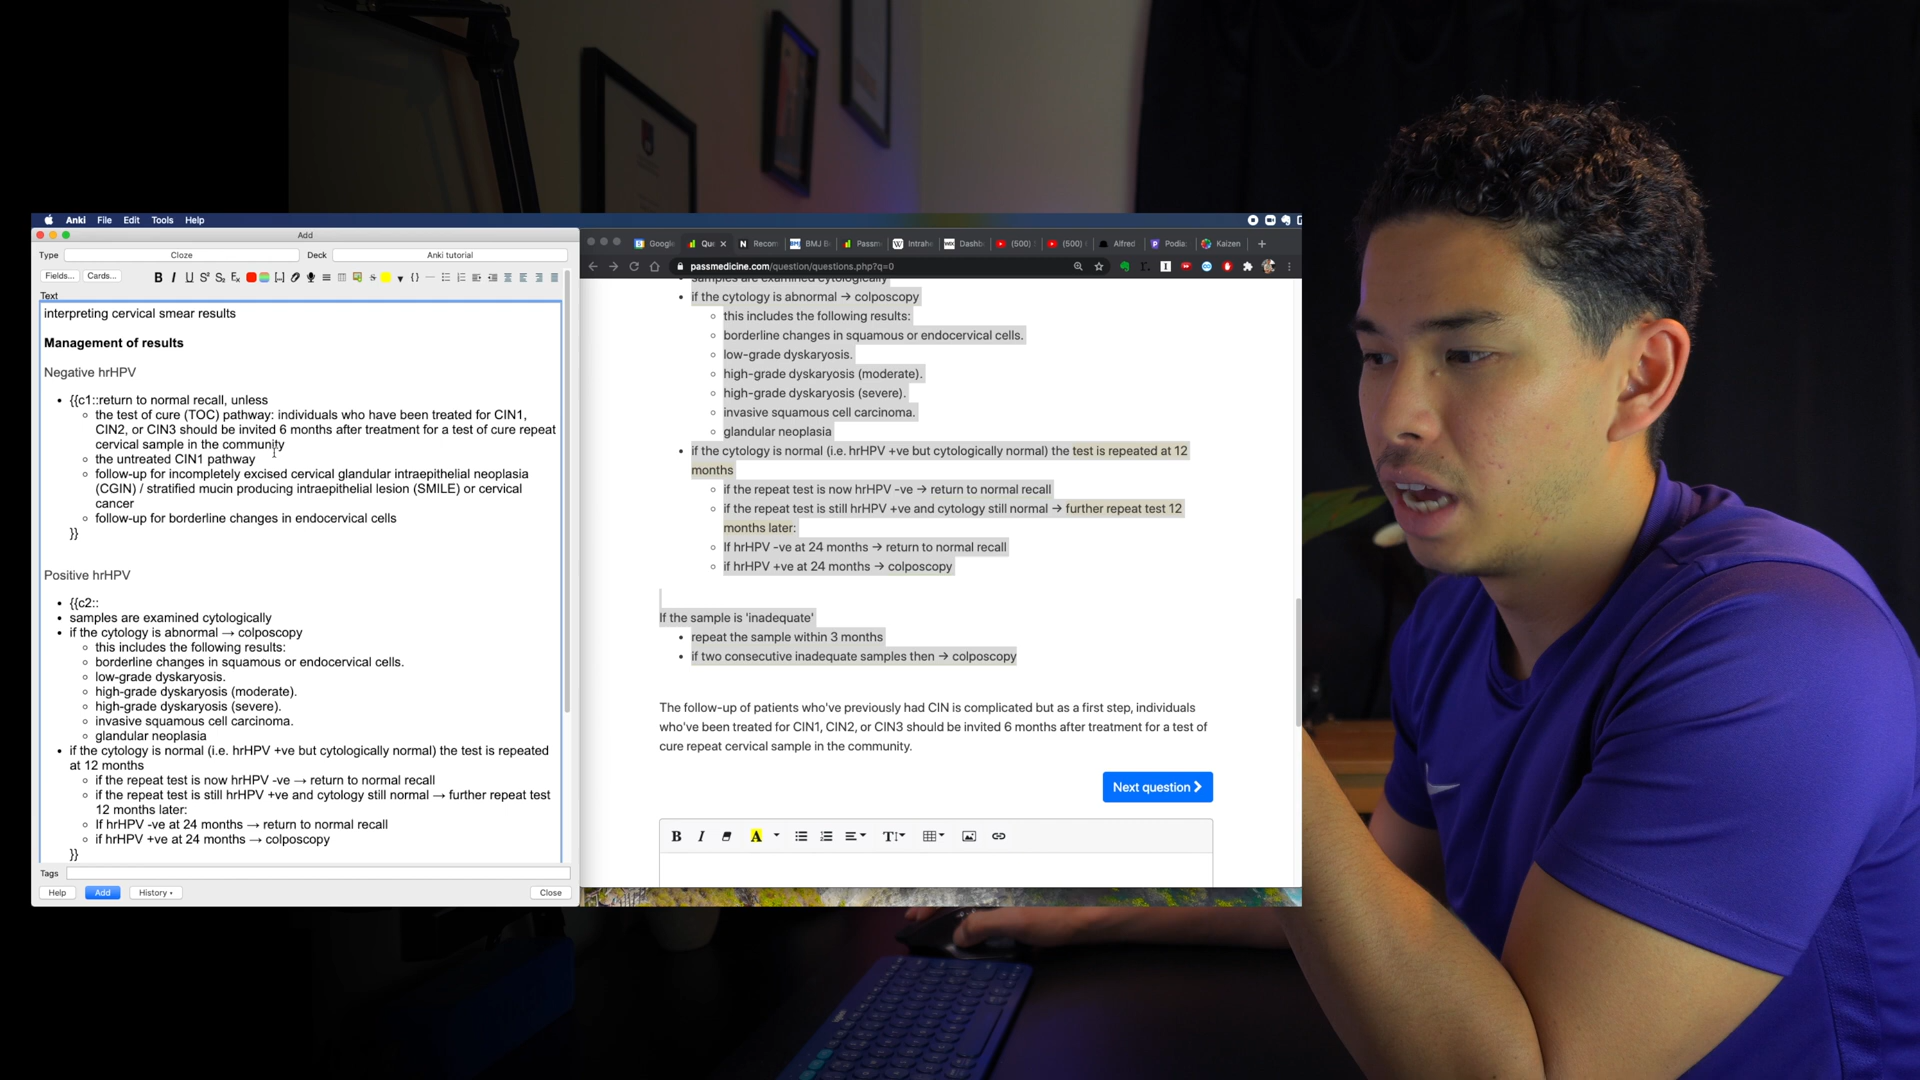 Anki File Edit Tools Help
Add
Type Cloze Deck Anki tutorial
Fields... Cards...
Text
interpreting cervical smear results
Management of results
Negative hrHPV
{{c1::return to normal recall, unless
the test of cure (TOC) pathway: individuals who have been treated for CIN1,
CIN2, or CIN3 should be invited 6 months after treatment for a test of cure repeat
cervical sample in the community
the untreated CIN1 pathway
follow-up for incompletely excised cervical glandular intraepithelial neoplasia
(CGIN) / stratified mucin producing intraepithelial lesion (SMILE) or cervical
cancer
follow-up for borderline changes in endocervical cells
}}
Positive hrHPV
{{c2::
samples are examined cytologically
if the cytology is abnormal → colposcopy
this includes the following results:
borderline changes in squamous or endocervical cells.
low-grade dyskaryosis.
high-grade dyskaryosis (moderate).
high-grade dyskaryosis (severe).
invasive squamous cell carcinoma.
glandular neoplasia
if the cytology is normal (i.e. hrHPV +ve but cytologically normal) the test is repeated
at 12 months
if the repeat test is now hrHPV -ve → return to normal recall
if the repeat test is still hrHPV +ve and cytology still normal → further repeat test
12 months later:
If hrHPV -ve at 24 months → return to normal recall
if hrHPV +ve at 24 months → colposcopy
}}
Tags
Help Add History Close
Google Que Recom BMJ B Passm Intrahe Dashb (500) (500) Alfred Podia: Kaizen
passmedicine.com/question/questions.php?q=0
samples are examined cytologically
if the cytology is abnormal → colposcopy
this includes the following results:
borderline changes in squamous or endocervical cells.
low-grade dyskaryosis.
high-grade dyskaryosis (moderate).
high-grade dyskaryosis (severe).
invasive squamous cell carcinoma.
glandular neoplasia
if the cytology is normal (i.e. hrHPV +ve but cytologically normal) the test is repeated at 12
months
if the repeat test is now hrHPV -ve → return to normal recall
if the repeat test is still hrHPV +ve and cytology still normal → further repeat test 12
months later:
If hrHPV -ve at 24 months → return to normal recall
if hrHPV +ve at 24 months → colposcopy
If the sample is 'inadequate'
repeat the sample within 3 months
if two consecutive inadequate samples then → colposcopy
The follow-up of patients who've previously had CIN is complicated but as a first step, individuals
who've been treated for CIN1, CIN2, or CIN3 should be invited 6 months after treatment for a test of
cure repeat cervical sample in the community.
Next question